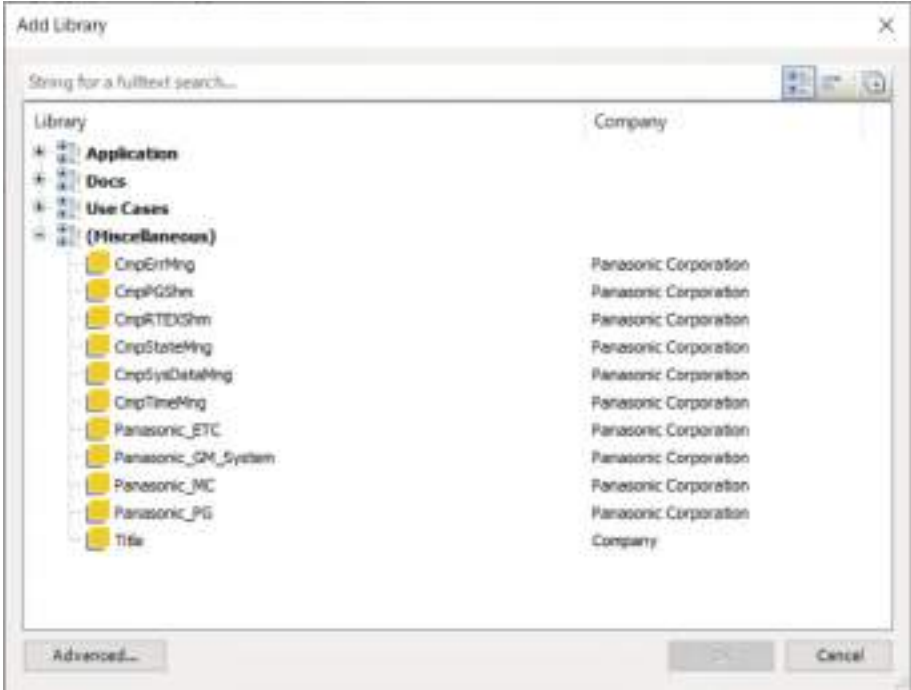 Add Library
String for a fulltext search...
Library Company
Application
Docs
Use Cases
(Miscellaneous)
CmpErrMng Panasonic Corporation
CmpPGShm Panasonic Corporation
CmpRTEXShm Panasonic Corporation
CmpStateMng Panasonic Corporation
CmpSysDataMng Panasonic Corporation
CmpTimeMng Panasonic Corporation
Panasonic_ETC Panasonic Corporation
Panasonic_GM_System Panasonic Corporation
Panasonic_MC Panasonic Corporation
Panasonic_PG Panasonic Corporation
Title Company
Advanced... Cancel